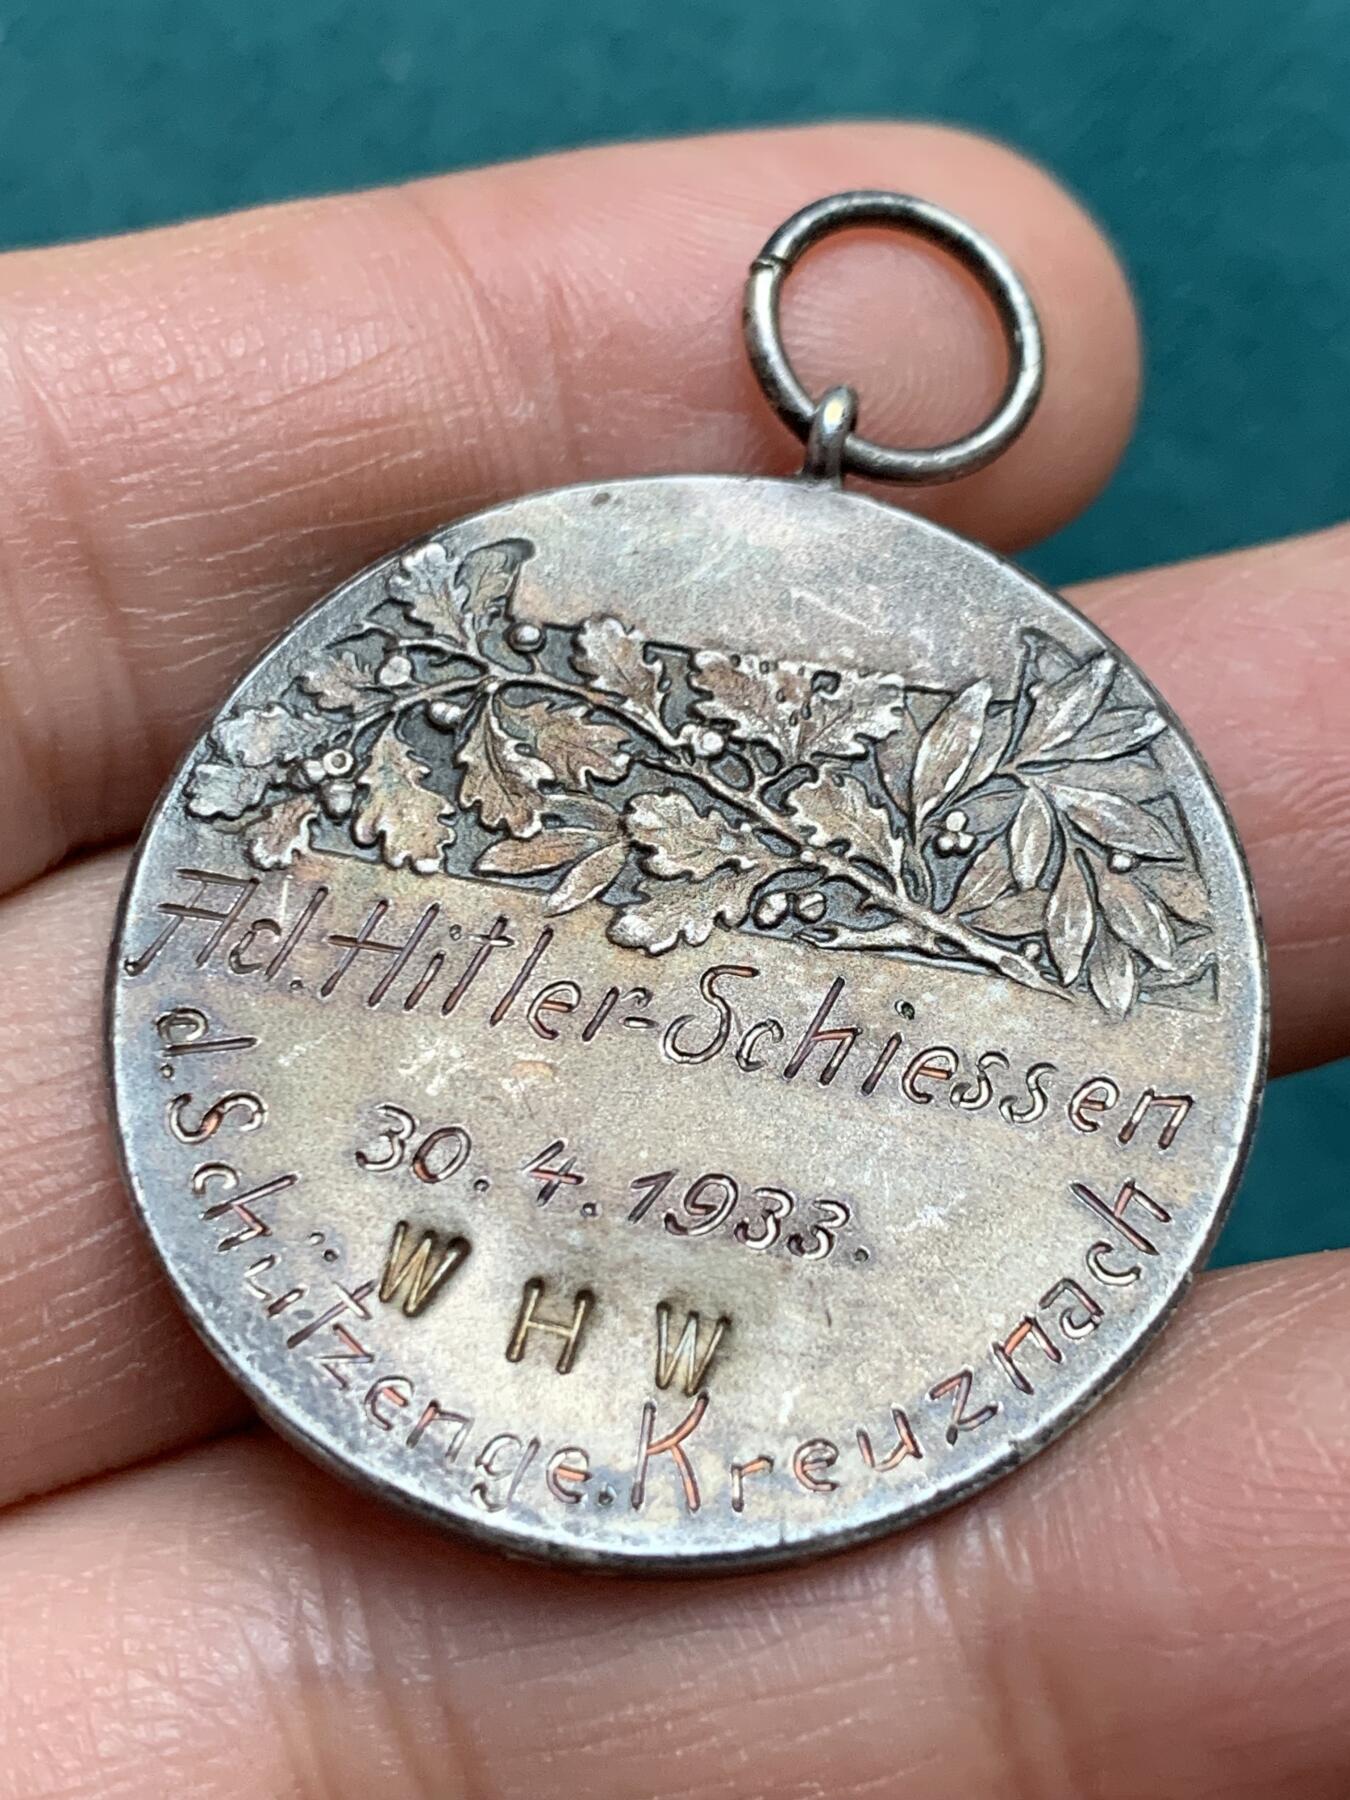 Ad. Hitler-Schiessen
30. 4. 1933.
W H W
d. Schützenge. Kreuznach